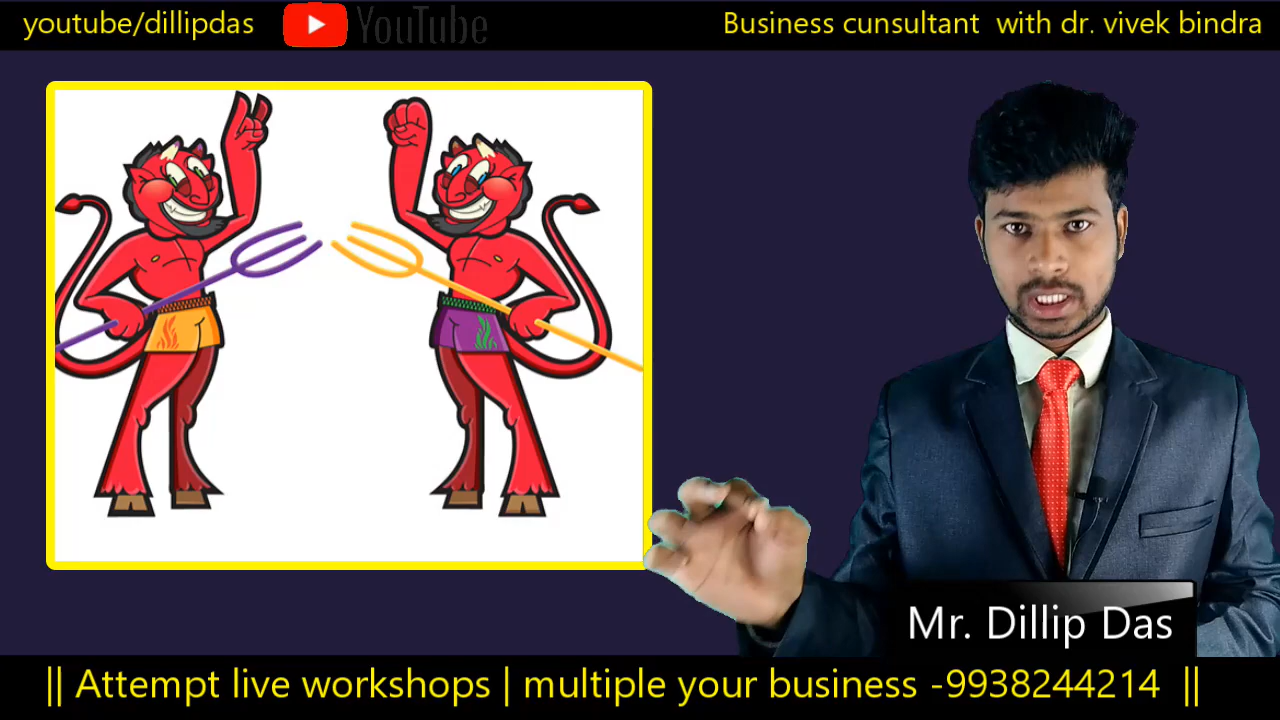 youtube/dillipdas
YouTube
Business cunsultant with dr. vivek bindra
Mr. Dillip Das
|| Attempt live workshops | multiple your business -9938244214 ||